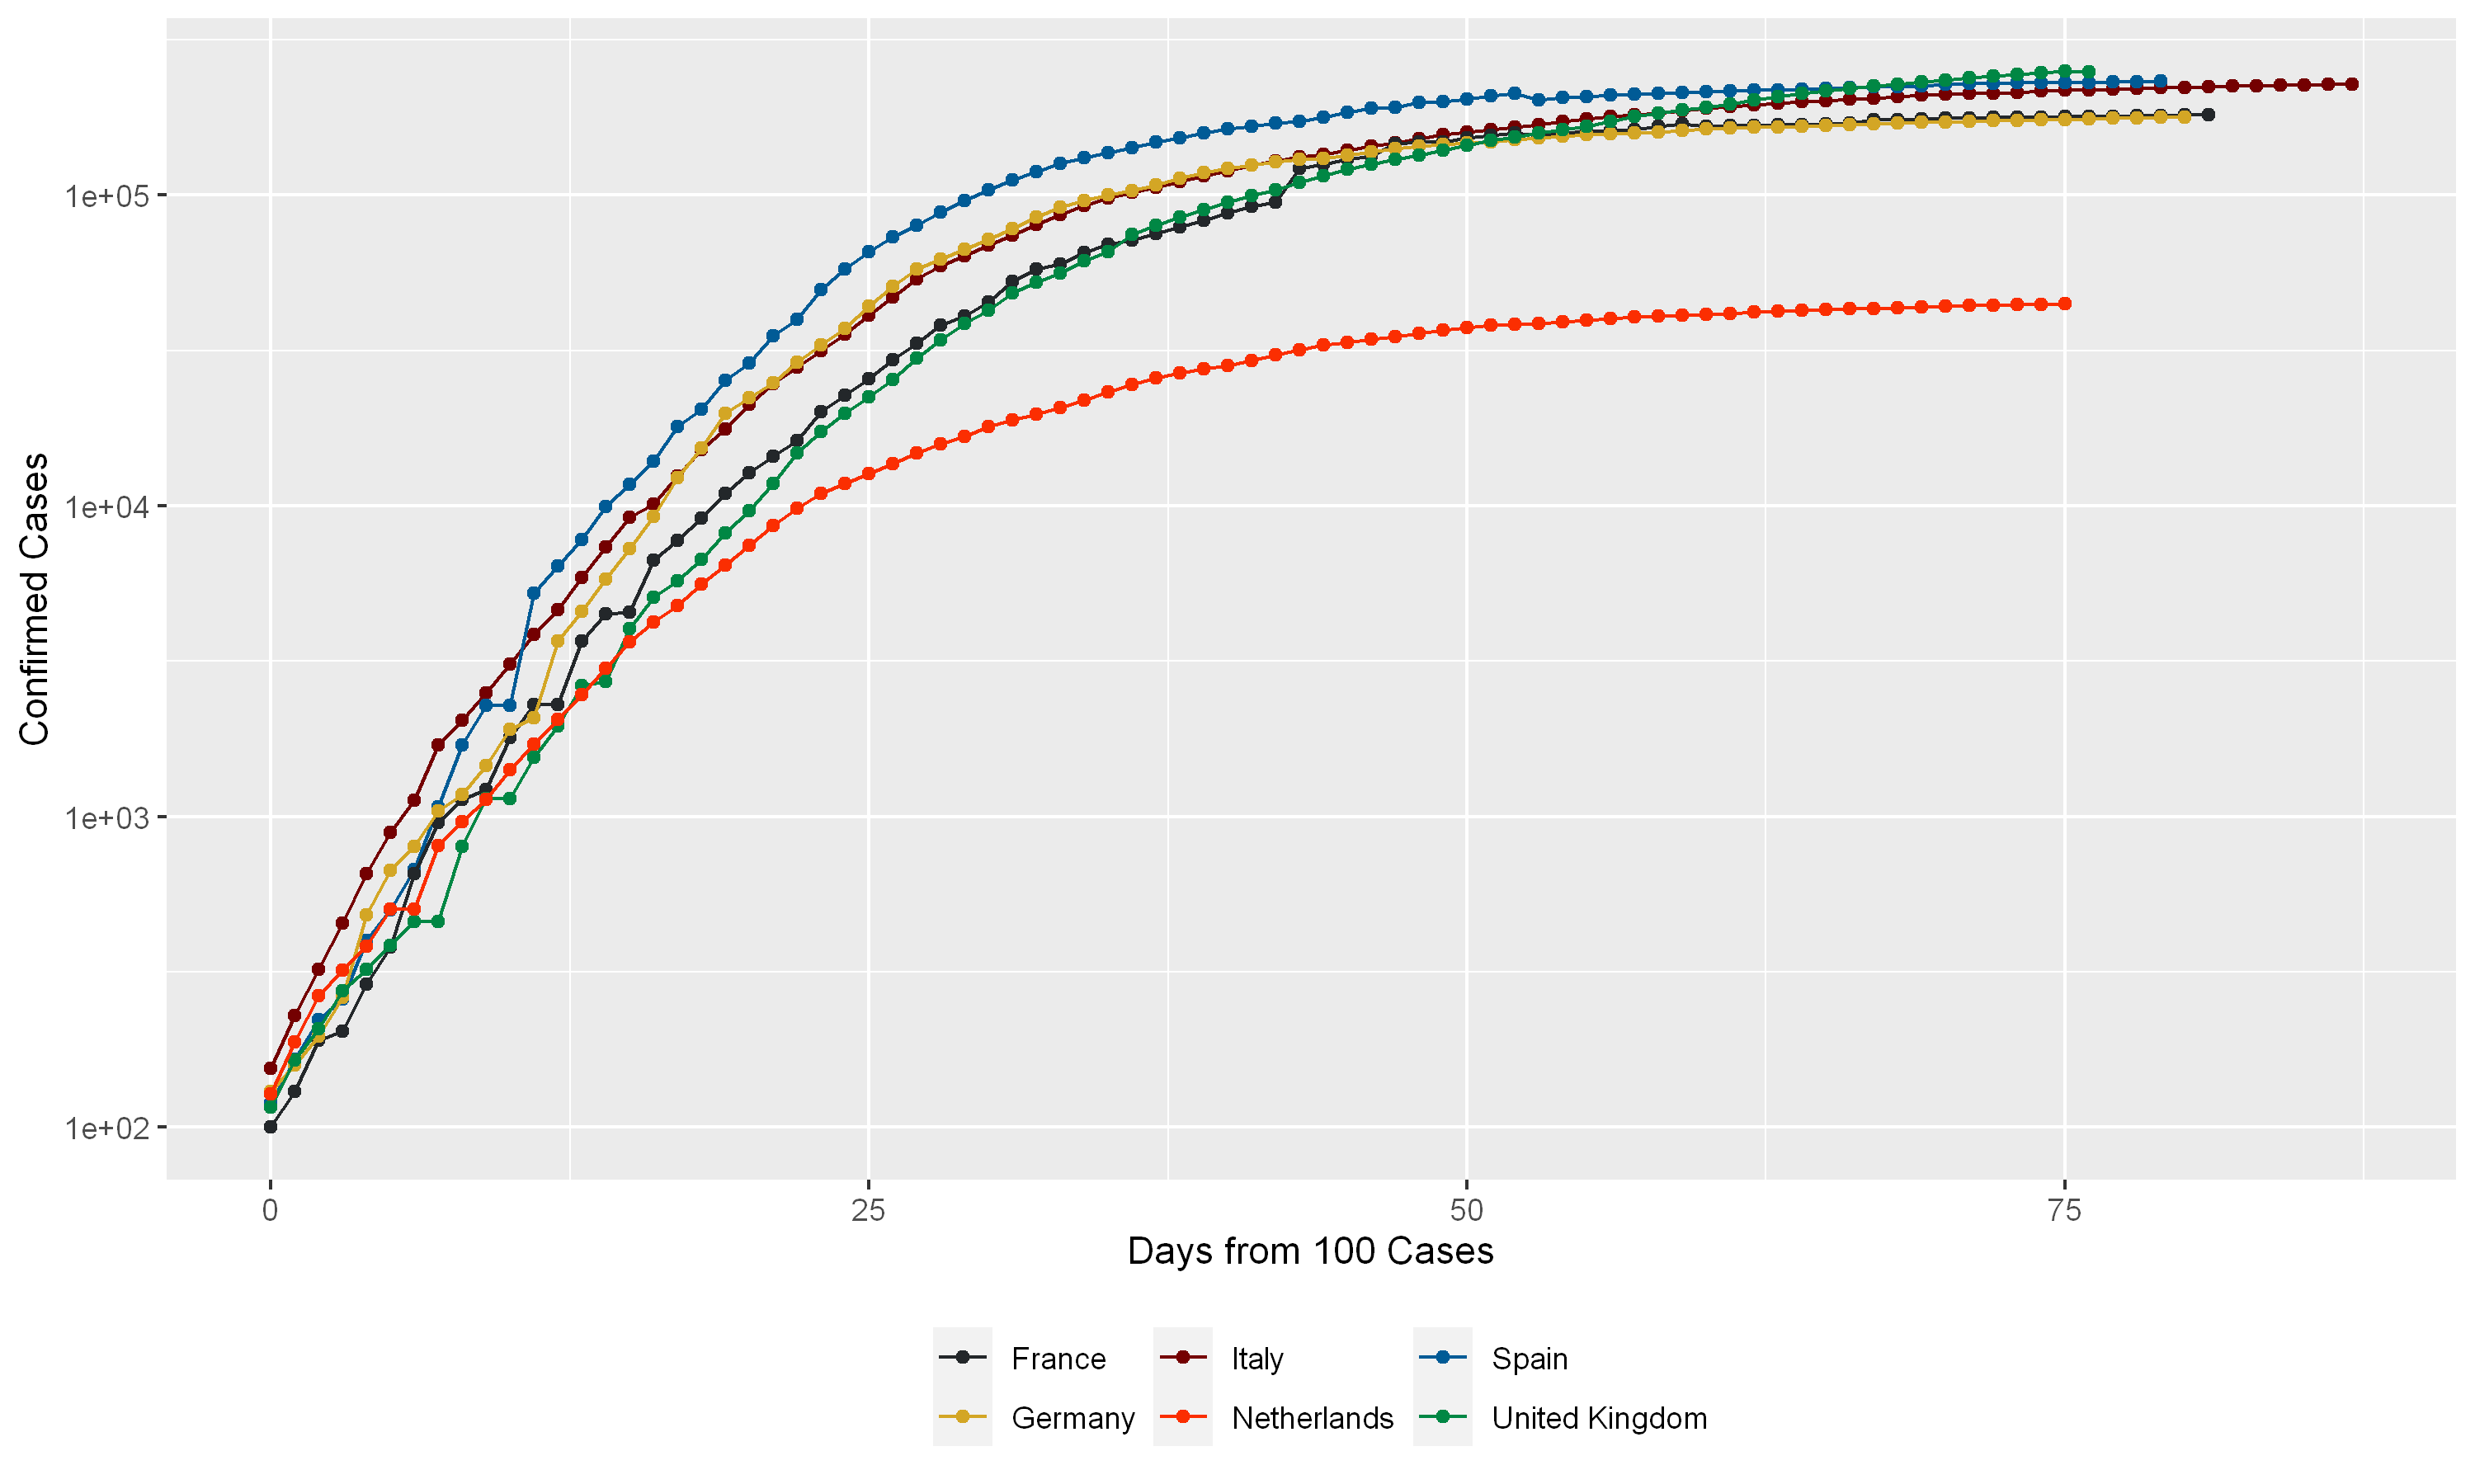 1e+05
1e+04
1e+03
1e+02
Confirmed Cases
0 25 50 75
Days from 100 Cases
France Italy Spain
Germany Netherlands United Kingdom